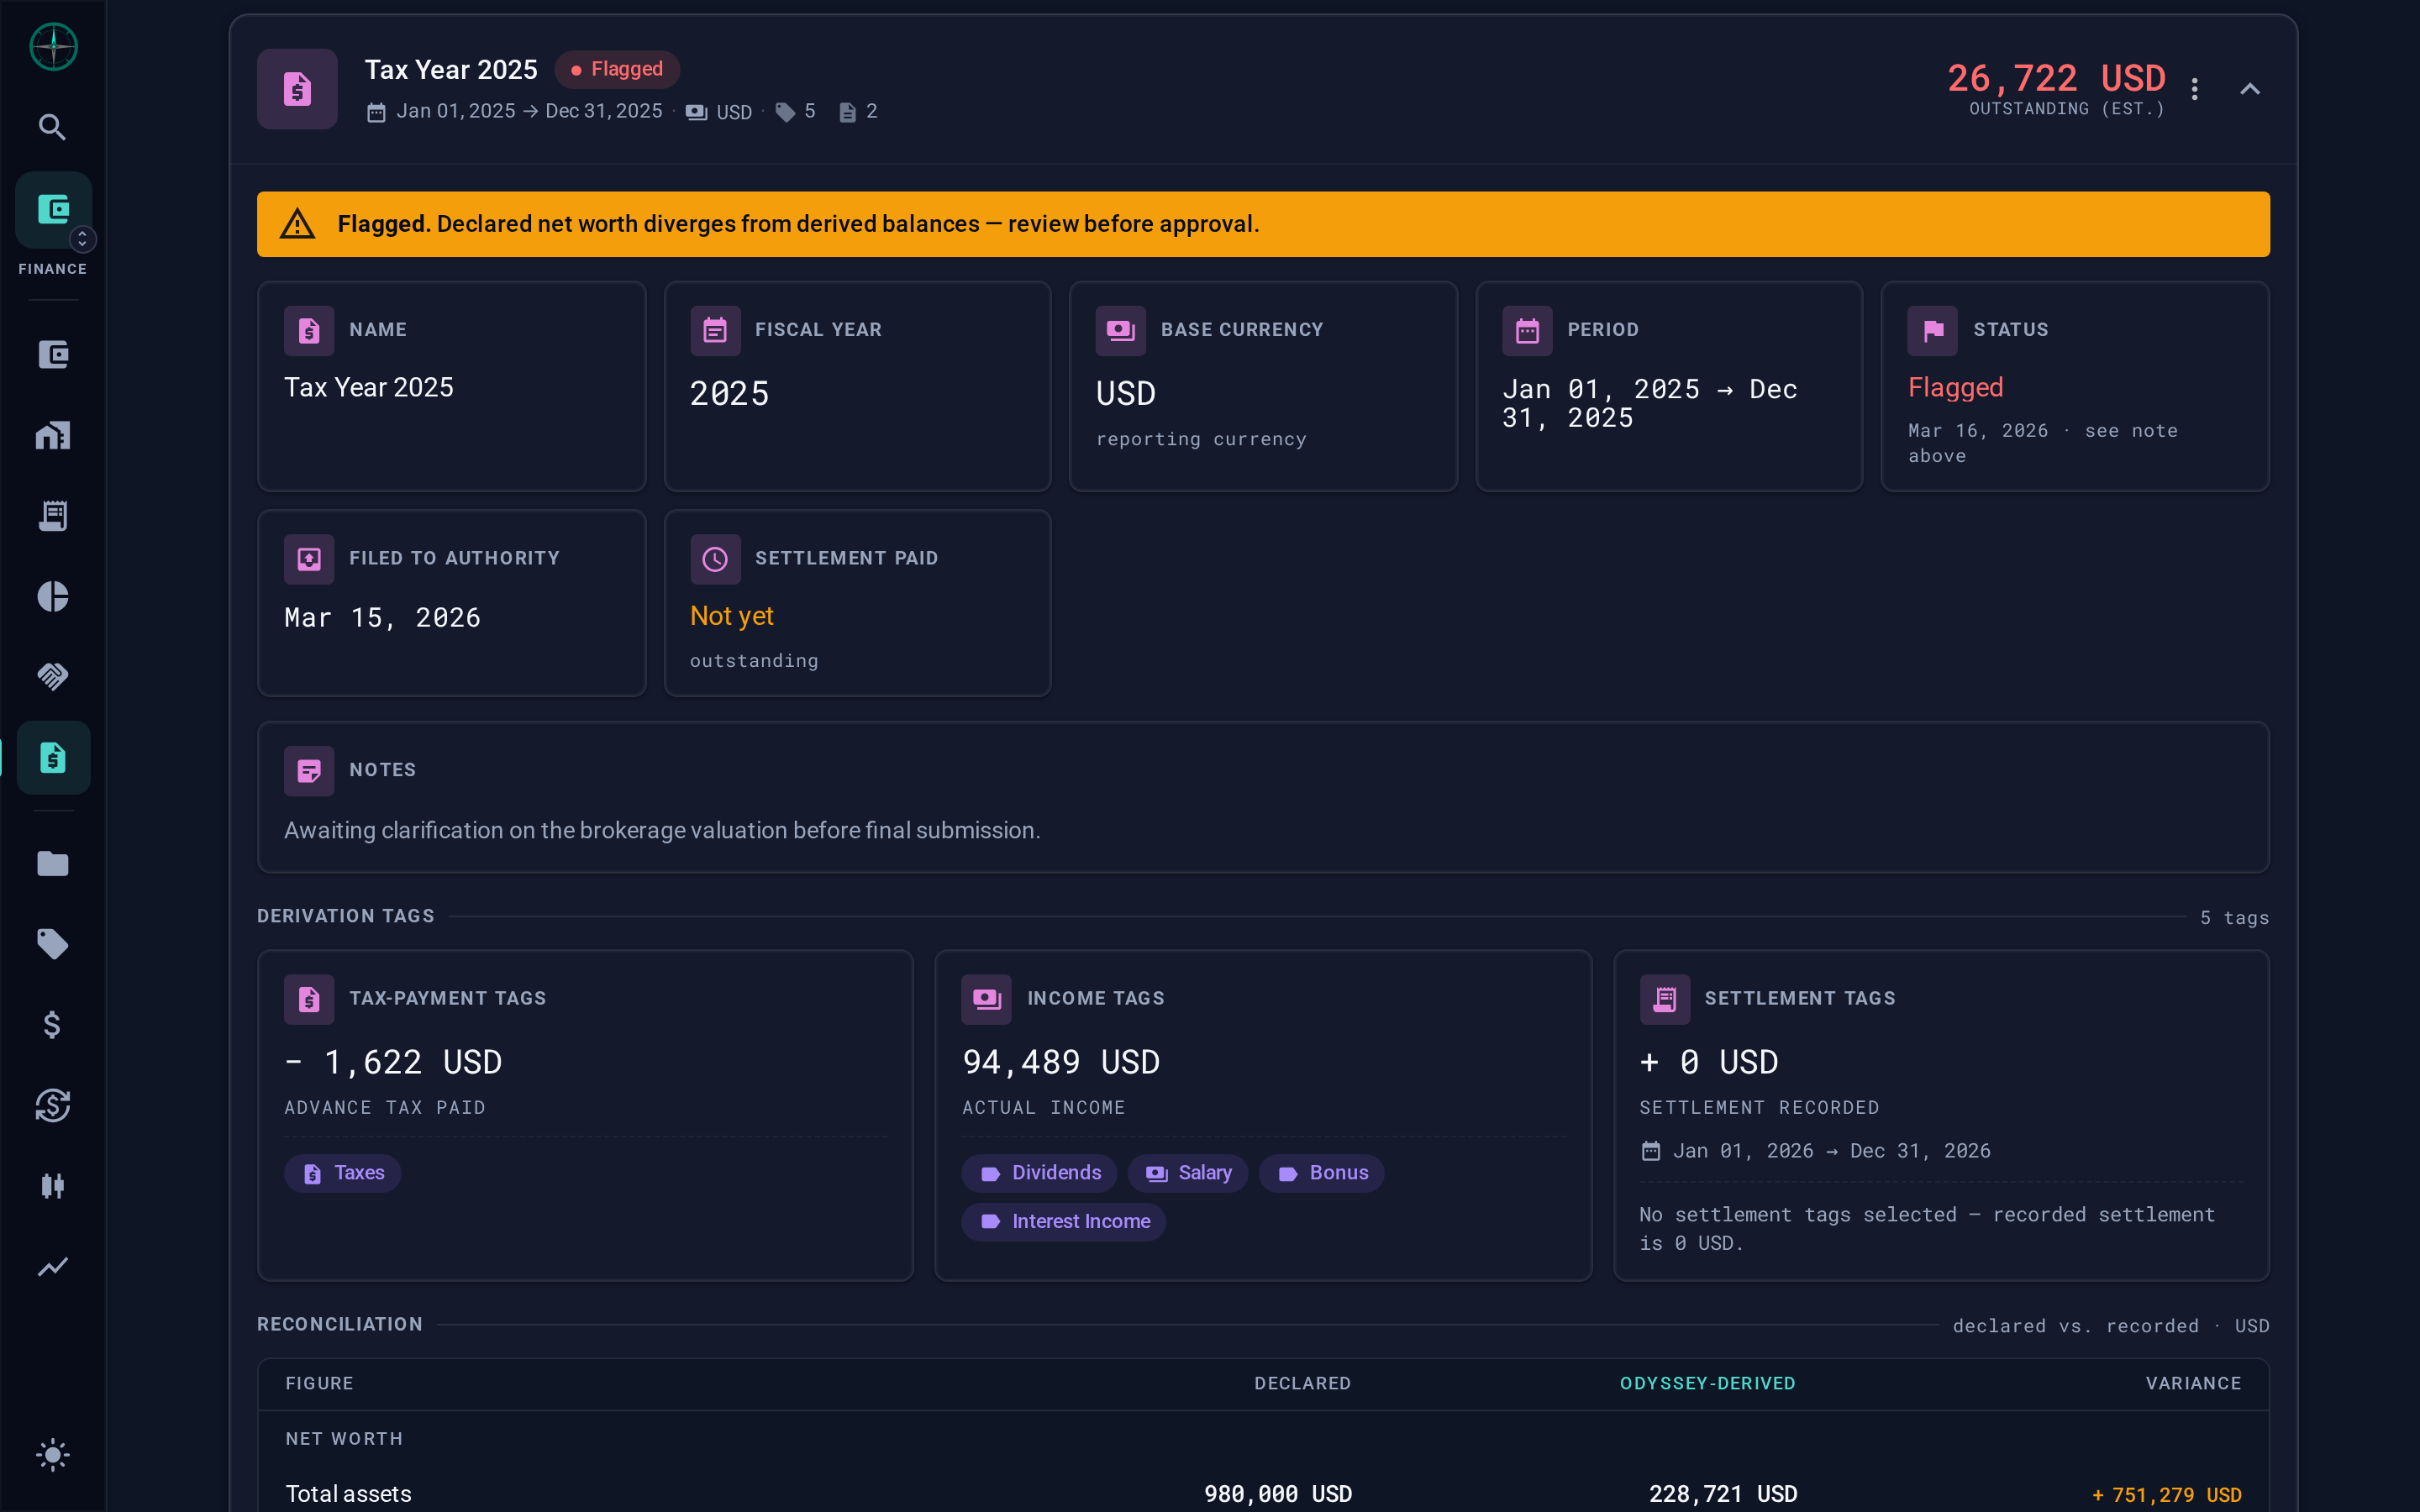 Tax Year 2025
Flagged
Jan 01, 2025 → Dec 31, 2025 · USD · 5 2
26,722 USD
OUTSTANDING (EST.)
FINANCE
Flagged. Declared net worth diverges from derived balances — review before approval.
NAME
Tax Year 2025
FISCAL YEAR
2025
BASE CURRENCY
USD
reporting currency
PERIOD
Jan 01, 2025 → Dec
31, 2025
STATUS
Flagged
Mar 16, 2026 · see note
above
FILED TO AUTHORITY
Mar 15, 2026
SETTLEMENT PAID
Not yet
outstanding
NOTES
Awaiting clarification on the brokerage valuation before final submission.
DERIVATION TAGS
5 tags
TAX-PAYMENT TAGS
− 1,622 USD
ADVANCE TAX PAID
Taxes
INCOME TAGS
94,489 USD
ACTUAL INCOME
Dividends
Salary
Bonus
Interest Income
SETTLEMENT TAGS
+ 0 USD
SETTLEMENT RECORDED
Jan 01, 2026 → Dec 31, 2026
No settlement tags selected — recorded settlement
is 0 USD.
RECONCILIATION
declared vs. recorded · USD
FIGURE DECLARED ODYSSEY-DERIVED VARIANCE
NET WORTH
Total assets 980,000 USD 228,721 USD + 751,279 USD